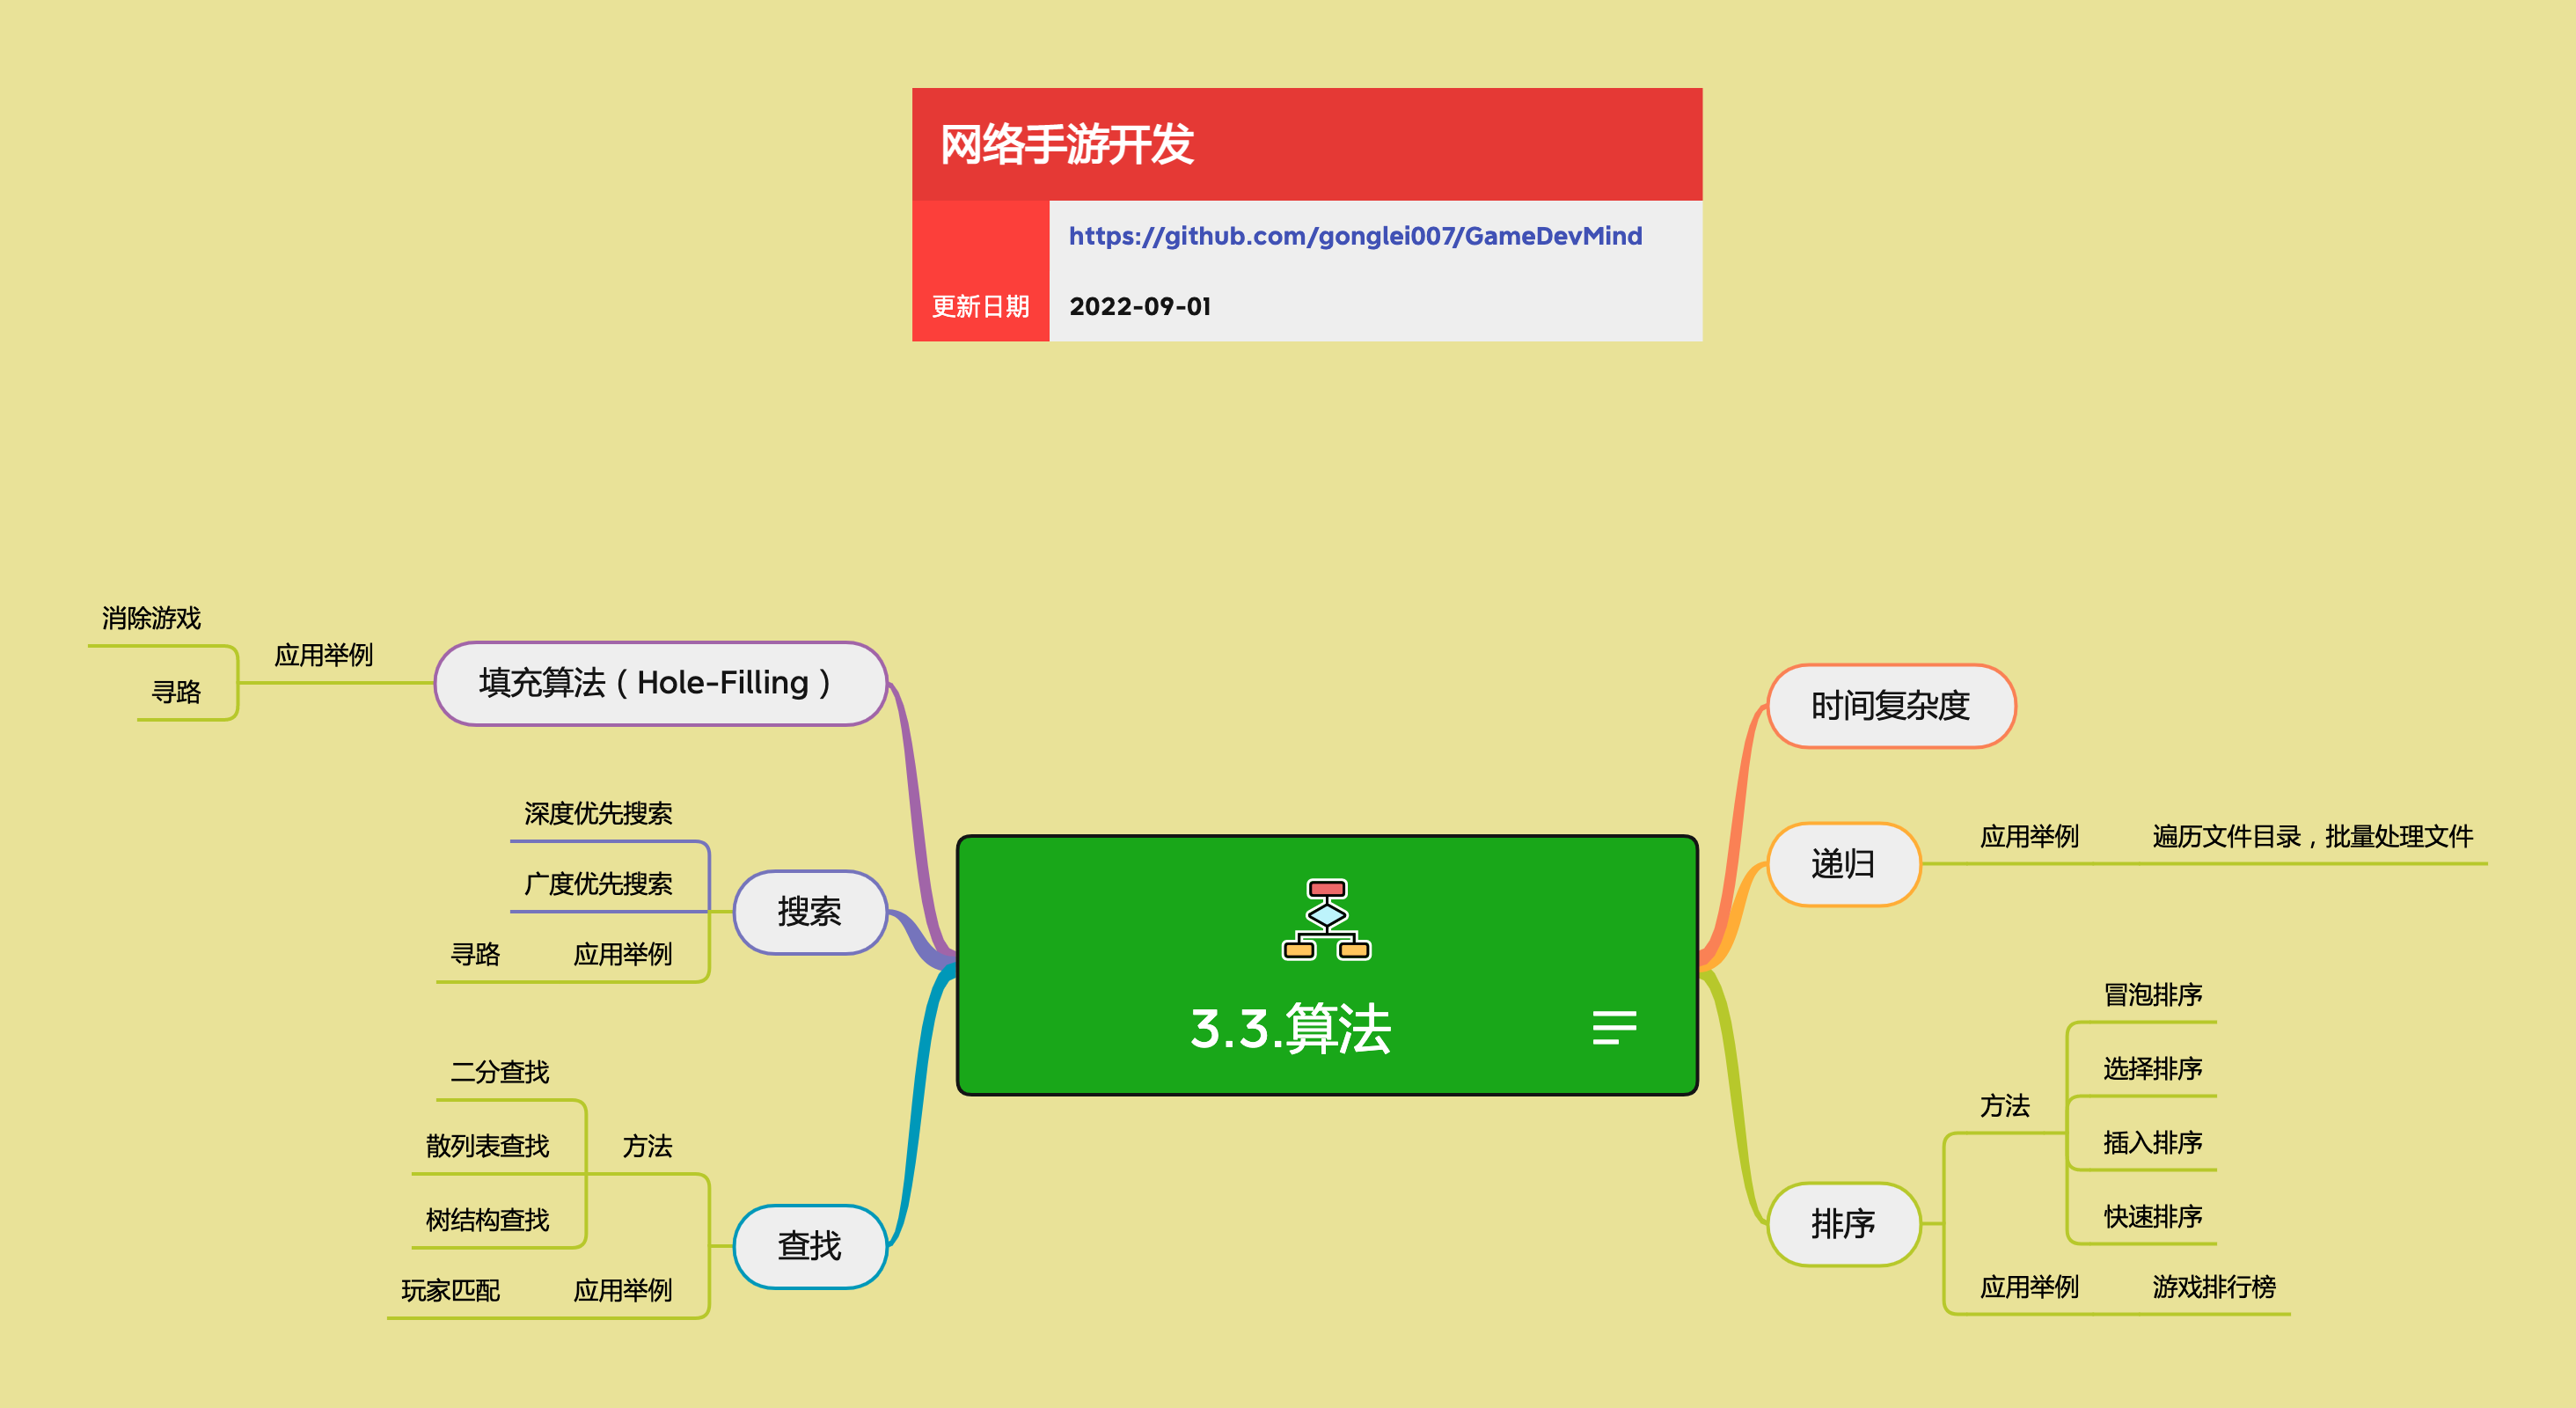 网络手游开发
https://github.com/gonglei007/GameDevMind
更新日期
2022-09-01
3.3.算法
时间复杂度
递归
应用举例
遍历文件目录，批量处理文件
排序
方法
冒泡排序
选择排序
插入排序
快速排序
应用举例
游戏排行榜
填充算法（Hole-Filling）
应用举例
消除游戏
寻路
搜索
深度优先搜索
广度优先搜索
应用举例
寻路
查找
方法
二分查找
散列表查找
树结构查找
应用举例
玩家匹配